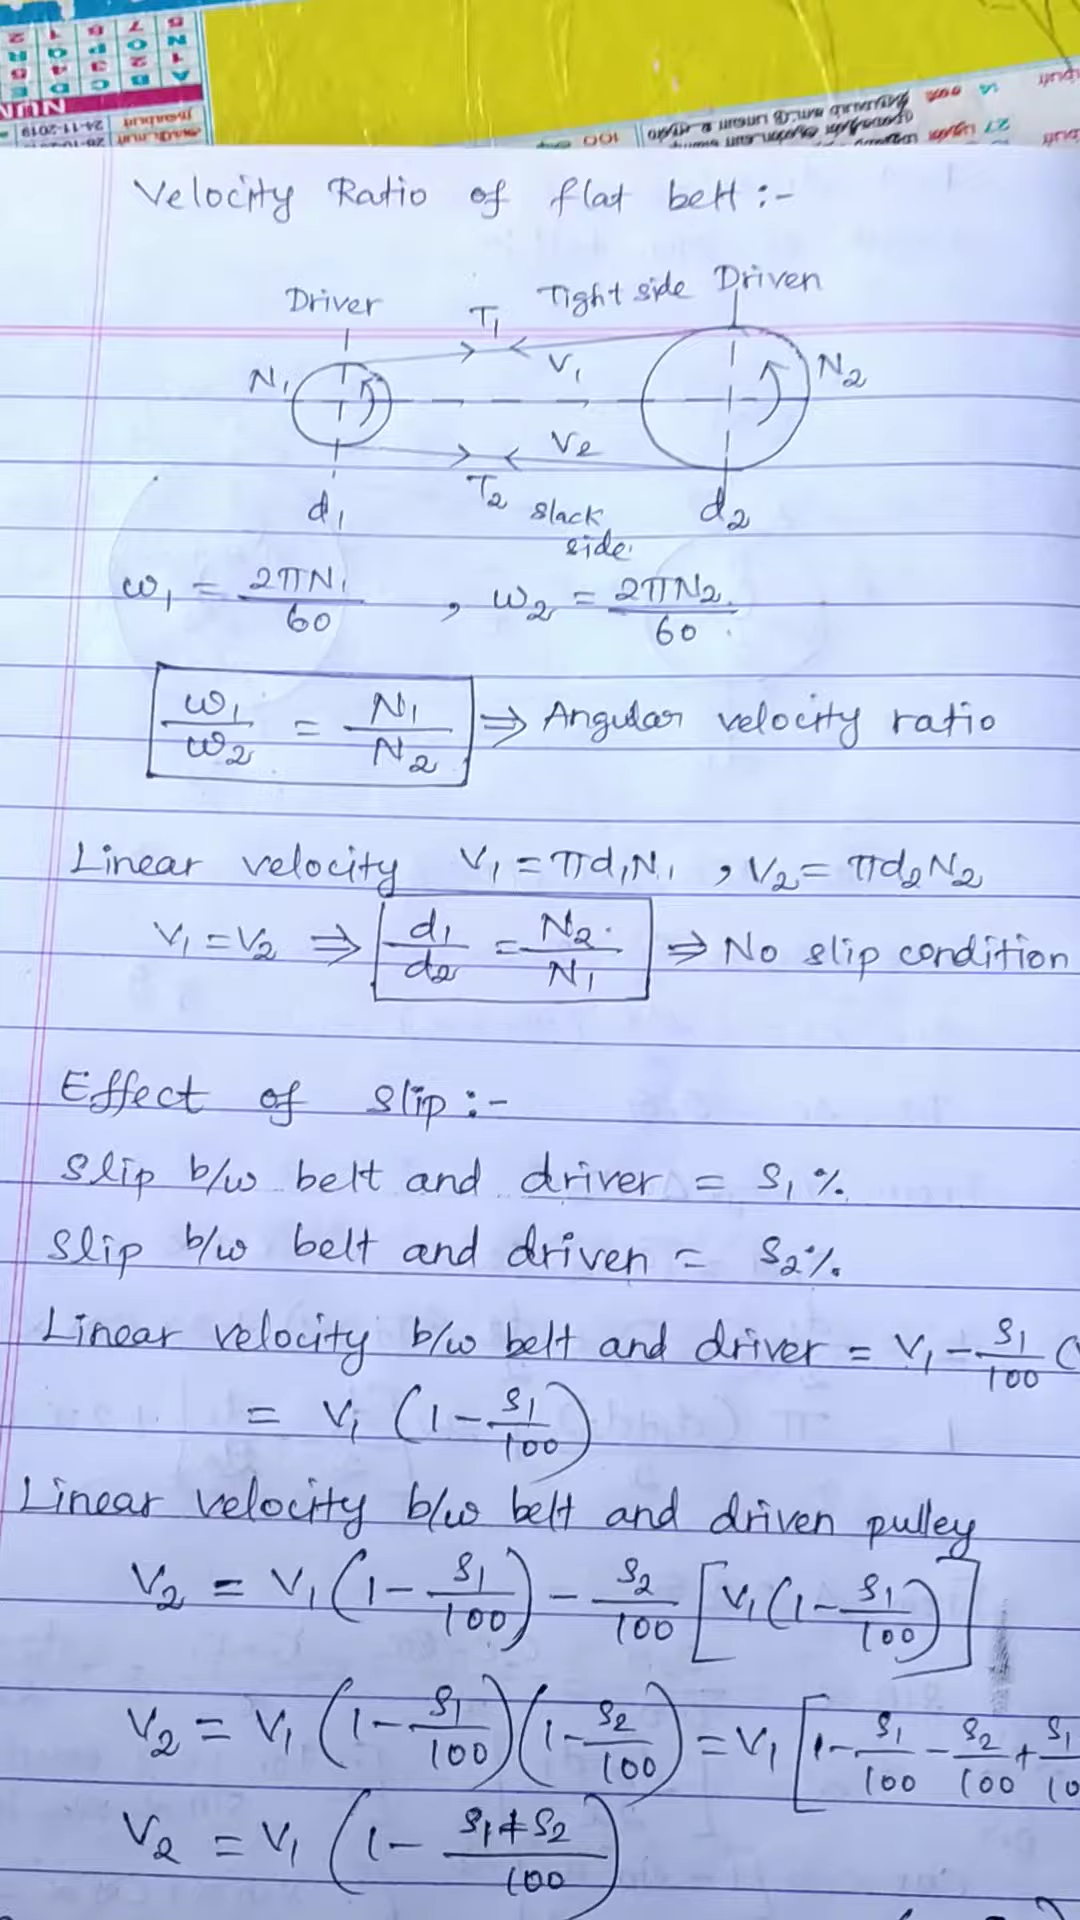 Velocity Ratio of flat belt :-
Driver T₁ Tight side Driven
N₁ V₁ N₂
V₂
d₁ T₂ slack side d₂
ω₁ = 2πN₁/60 , ω₂ = 2πN₂/60
ω₁/ω₂ = N₁/N₂ ⇒ Angular velocity ratio
Linear velocity V₁ = πd₁N₁ , V₂ = πd₂N₂
V₁ = V₂ ⇒ d₁/d₂ = N₂/N₁ ⇒ No slip condition
Effect of slip :-
Slip b/w belt and driver = S₁ %.
Slip b/w belt and driven = S₂ %.
Linear velocity b/w belt and driver = V₁ - S₁/100 (
= V₁ (1 - S₁/100)
Linear velocity b/w belt and driven pulley
V₂ = V₁ (1 - S₁/100) - S₂/100 [V₁ (1 - S₁/100)]
V₂ = V₁ (1 - S₁/100)(1 - S₂/100) = V₁ [1 - S₁/100 - S₂/100 + S₁/10
V₂ = V₁ (1 - S₁+S₂/100)